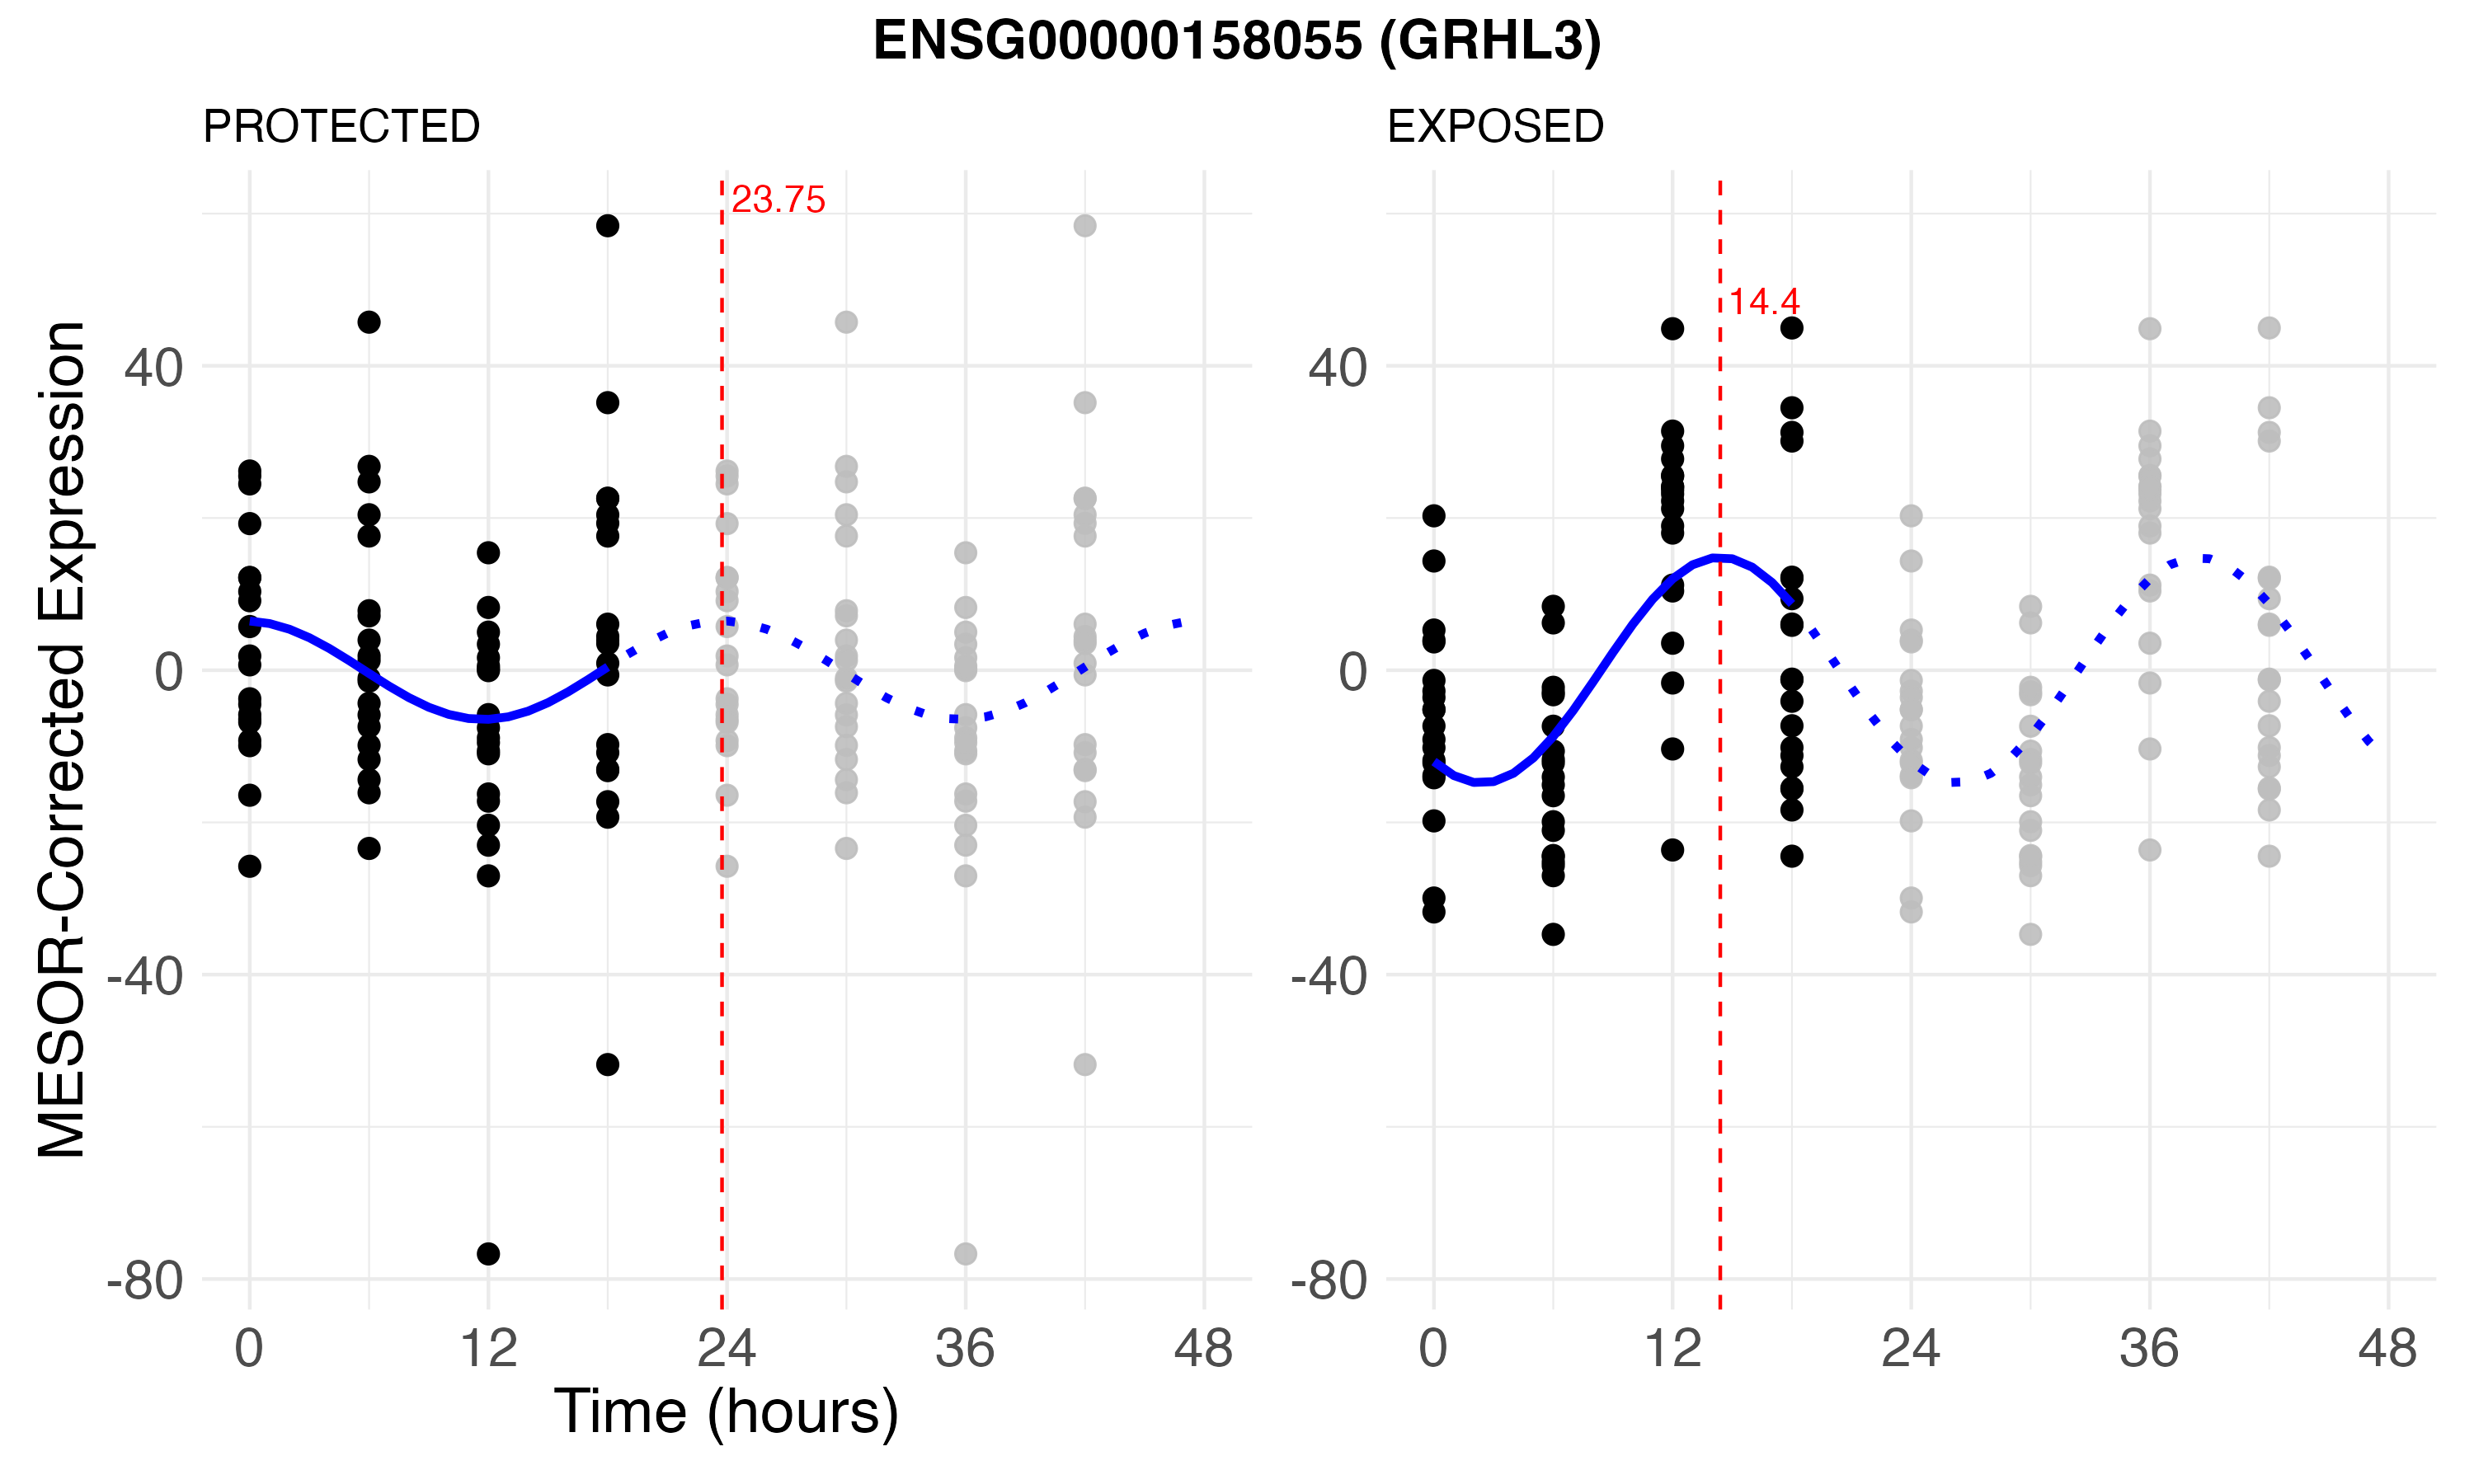 ENSG00000158055 (GRHL3)
PROTECTED
EXPOSED
MESOR-Corrected Expression
23.75
14.4
40
0
-40
-80
40
0
-40
-80
0 12 24 36 48
0 12 24 36 48
Time (hours)